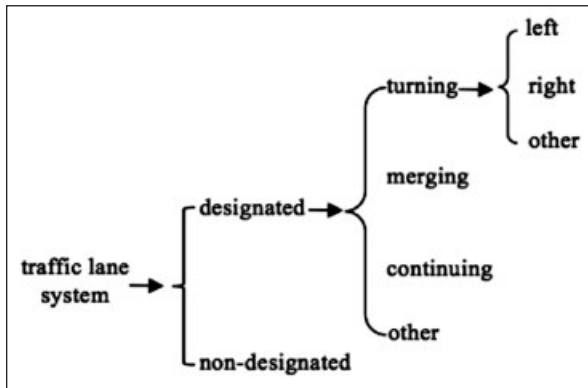 left
turning
right
other
merging
designated
traffic lane
system
continuing
other
non-designated